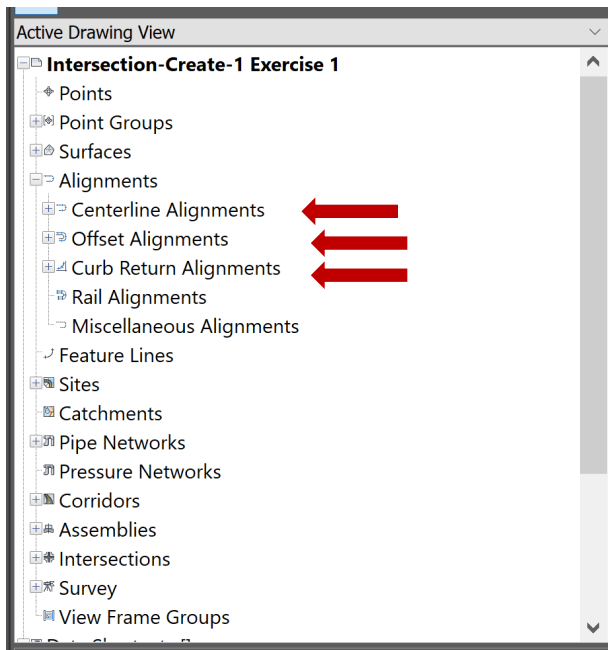 Active Drawing View
Intersection-Create-1 Exercise 1
Points
Point Groups
Surfaces
Alignments
Centerline Alignments
Offset Alignments
Curb Return Alignments
Rail Alignments
Miscellaneous Alignments
Feature Lines
Sites
Catchments
Pipe Networks
Pressure Networks
Corridors
Assemblies
Intersections
Survey
View Frame Groups